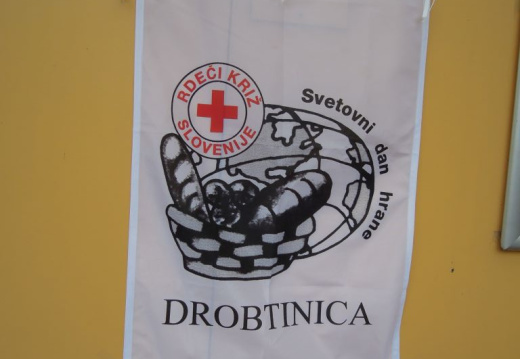 RDEČI KRIŽ
SLOVENIJE
Svetovni dan hrane
DROBTINICA